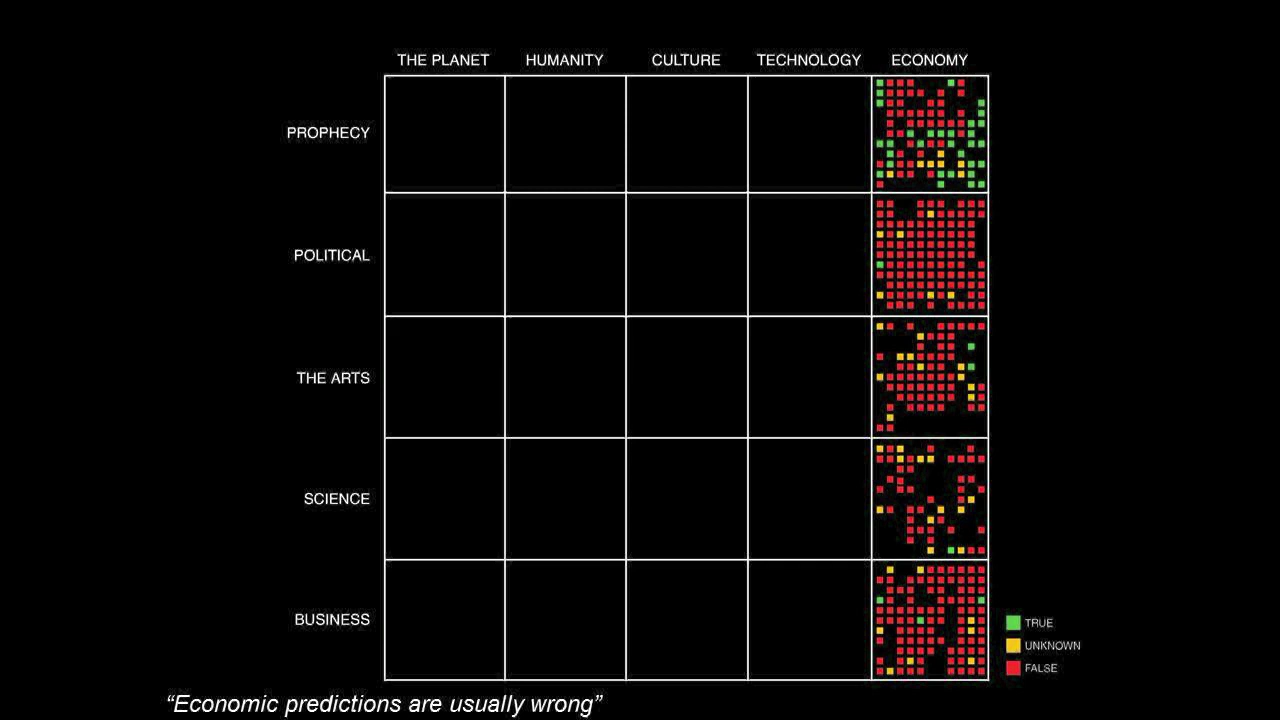 THE PLANET HUMANITY CULTURE TECHNOLOGY ECONOMY
PROPHECY
POLITICAL
THE ARTS
SCIENCE
BUSINESS
TRUE
UNKNOWN
FALSE
“Economic predictions are usually wrong”